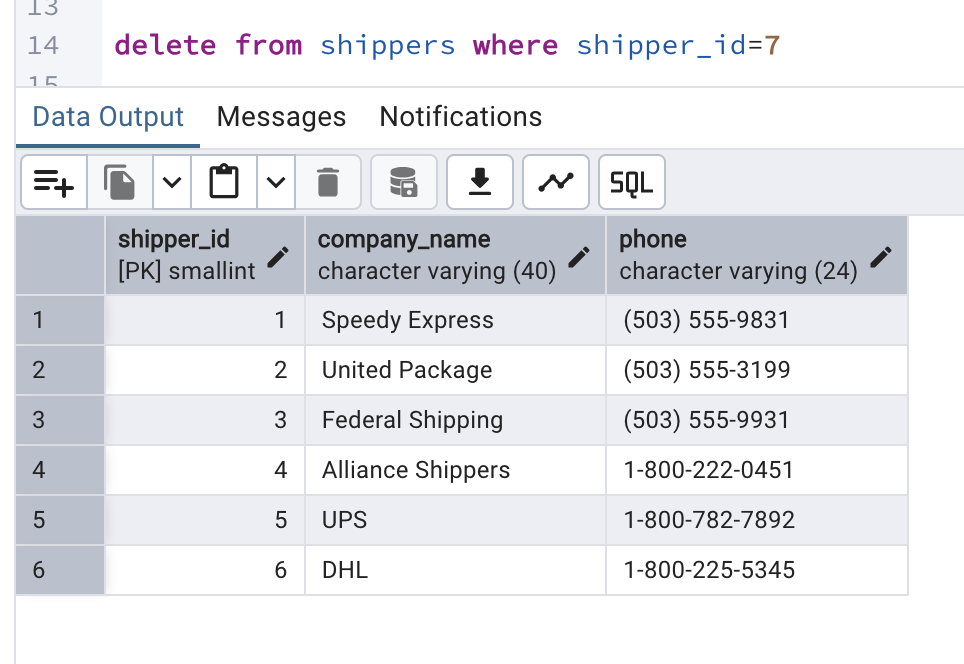 13
14 delete from shippers where shipper_id=7
15
Data Output Messages Notifications
SQL
shipper_id company_name phone
[PK] smallint character varying (40) character varying (24)
1 1 Speedy Express (503) 555-9831
2 2 United Package (503) 555-3199
3 3 Federal Shipping (503) 555-9931
4 4 Alliance Shippers 1-800-222-0451
5 5 UPS 1-800-782-7892
6 6 DHL 1-800-225-5345